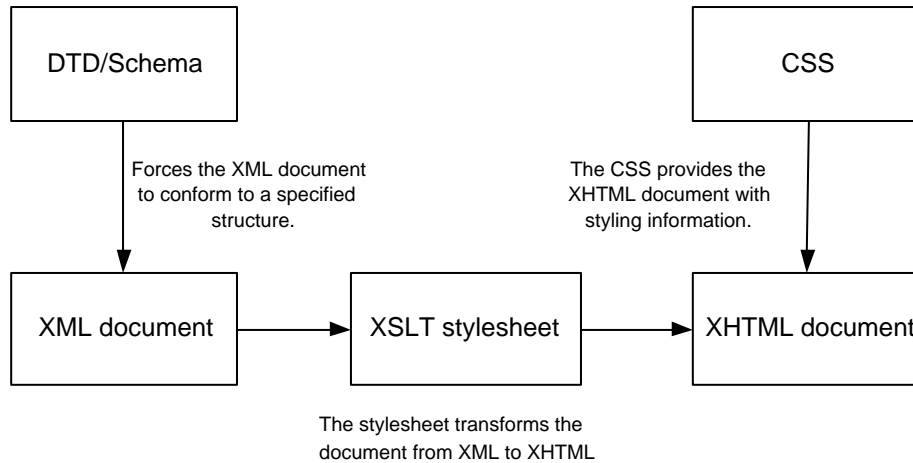 DTD/Schema
CSS
Forces the XML document
to conform to a specified
structure.
The CSS provides the
XHTML document with
styling information.
XML document
XSLT stylesheet
XHTML document
The stylesheet transforms the
document from XML to XHTML